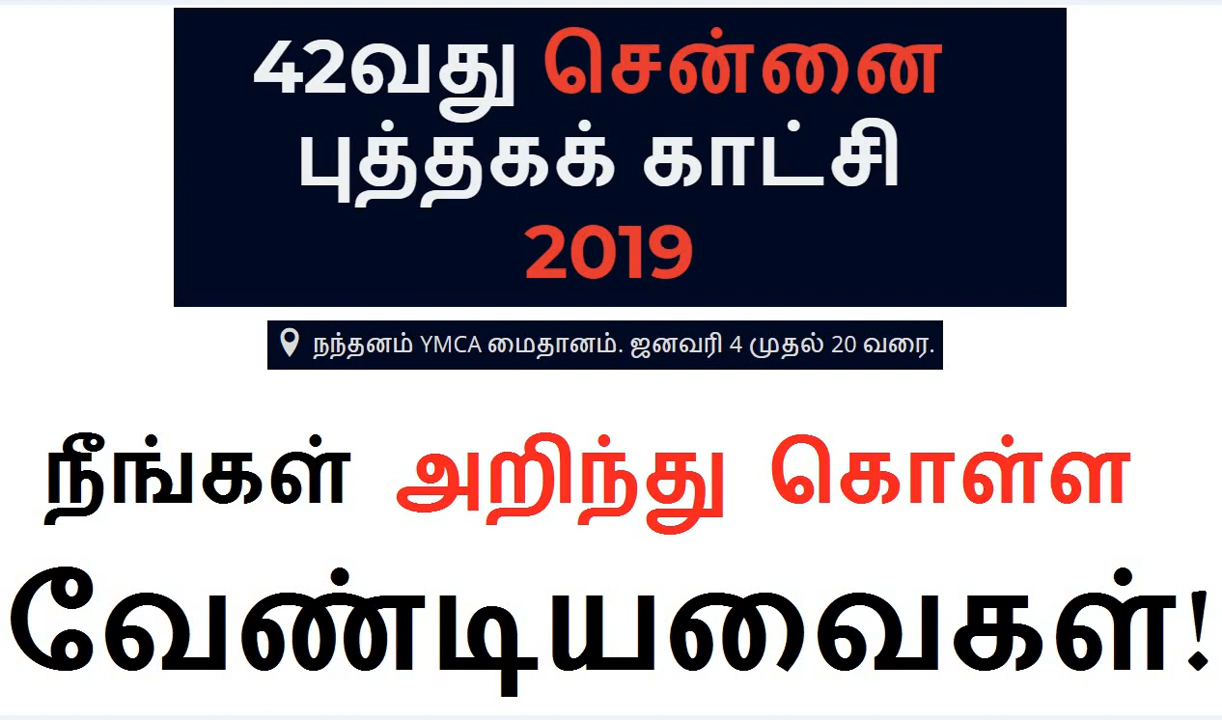 42வது சென்னை
புத்தகக் காட்சி
2019
நந்தனம் YMCA மைதானம். ஜனவரி 4 முதல் 20 வரை.
நீங்கள் அறிந்து கொள்ள
வேண்டியவைகள்!